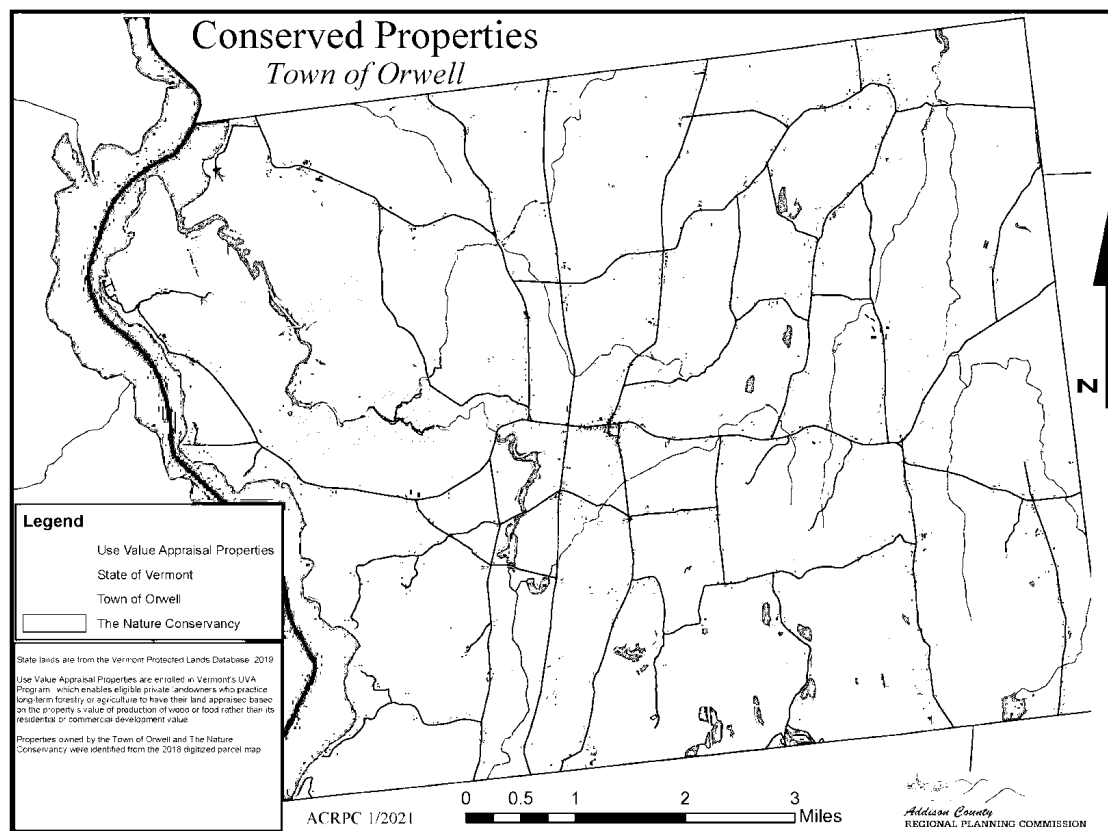 Conserved Properties
Town of Orwell
N
Legend
Use Value Appraisal Properties
State of Vermont
Town of Orwell
The Nature Conservancy
State lands are from the Vermont Protected Lands Database 2019
Use Value Appraisal Properties are enrolled in Vermont's UVA
Program which enables eligible private landowners who practice
long-term forestry or agriculture to have their land appraised based
on the property s value of production of wood or food rather than its
residential or commercial development value
Properties owned by the Town of Orwell and The Nature
Conservancy were identified from the 2018 digitized parcel map
ACRPC 1/2021
0 0.5 1 2 3
Miles
Addison County
REGIONAL PLANNING COMMISSION